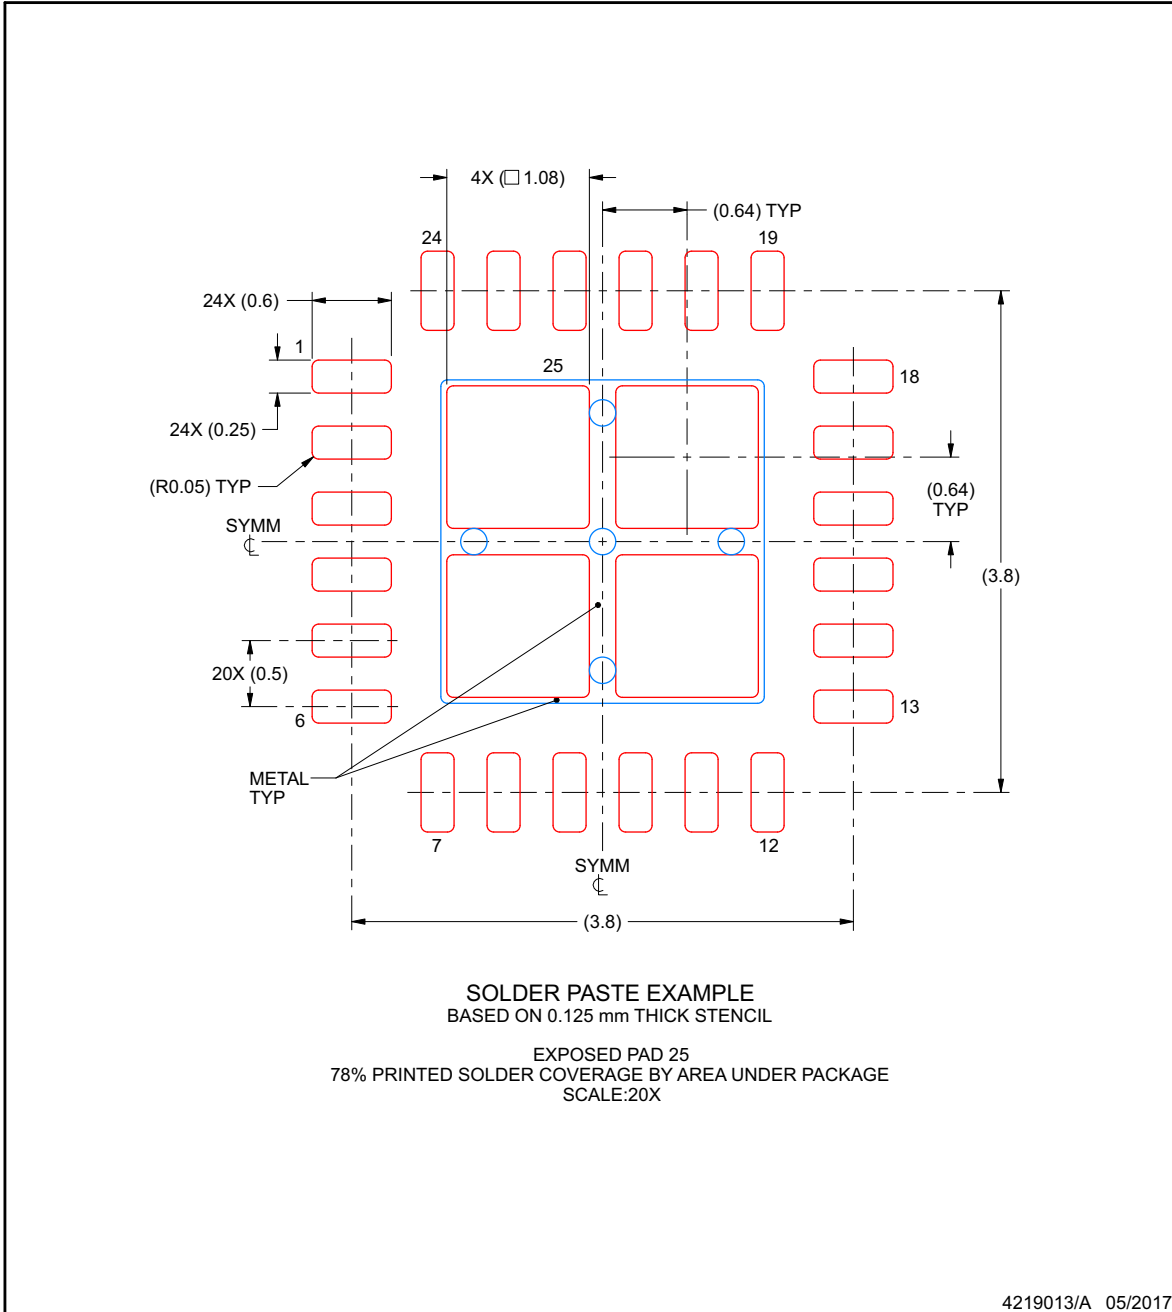 4X (□ 1.08)
(0.64) TYP
24
19
24X (0.6)
1
25
18
24X (0.25)
(R0.05) TYP
(0.64)
TYP
SYMM
℄
(3.8)
20X (0.5)
6
13
METAL
TYP
7
12
SYMM
℄
(3.8)
SOLDER PASTE EXAMPLE
BASED ON 0.125 mm THICK STENCIL
EXPOSED PAD 25
78% PRINTED SOLDER COVERAGE BY AREA UNDER PACKAGE
SCALE:20X
4219013/A 05/2017